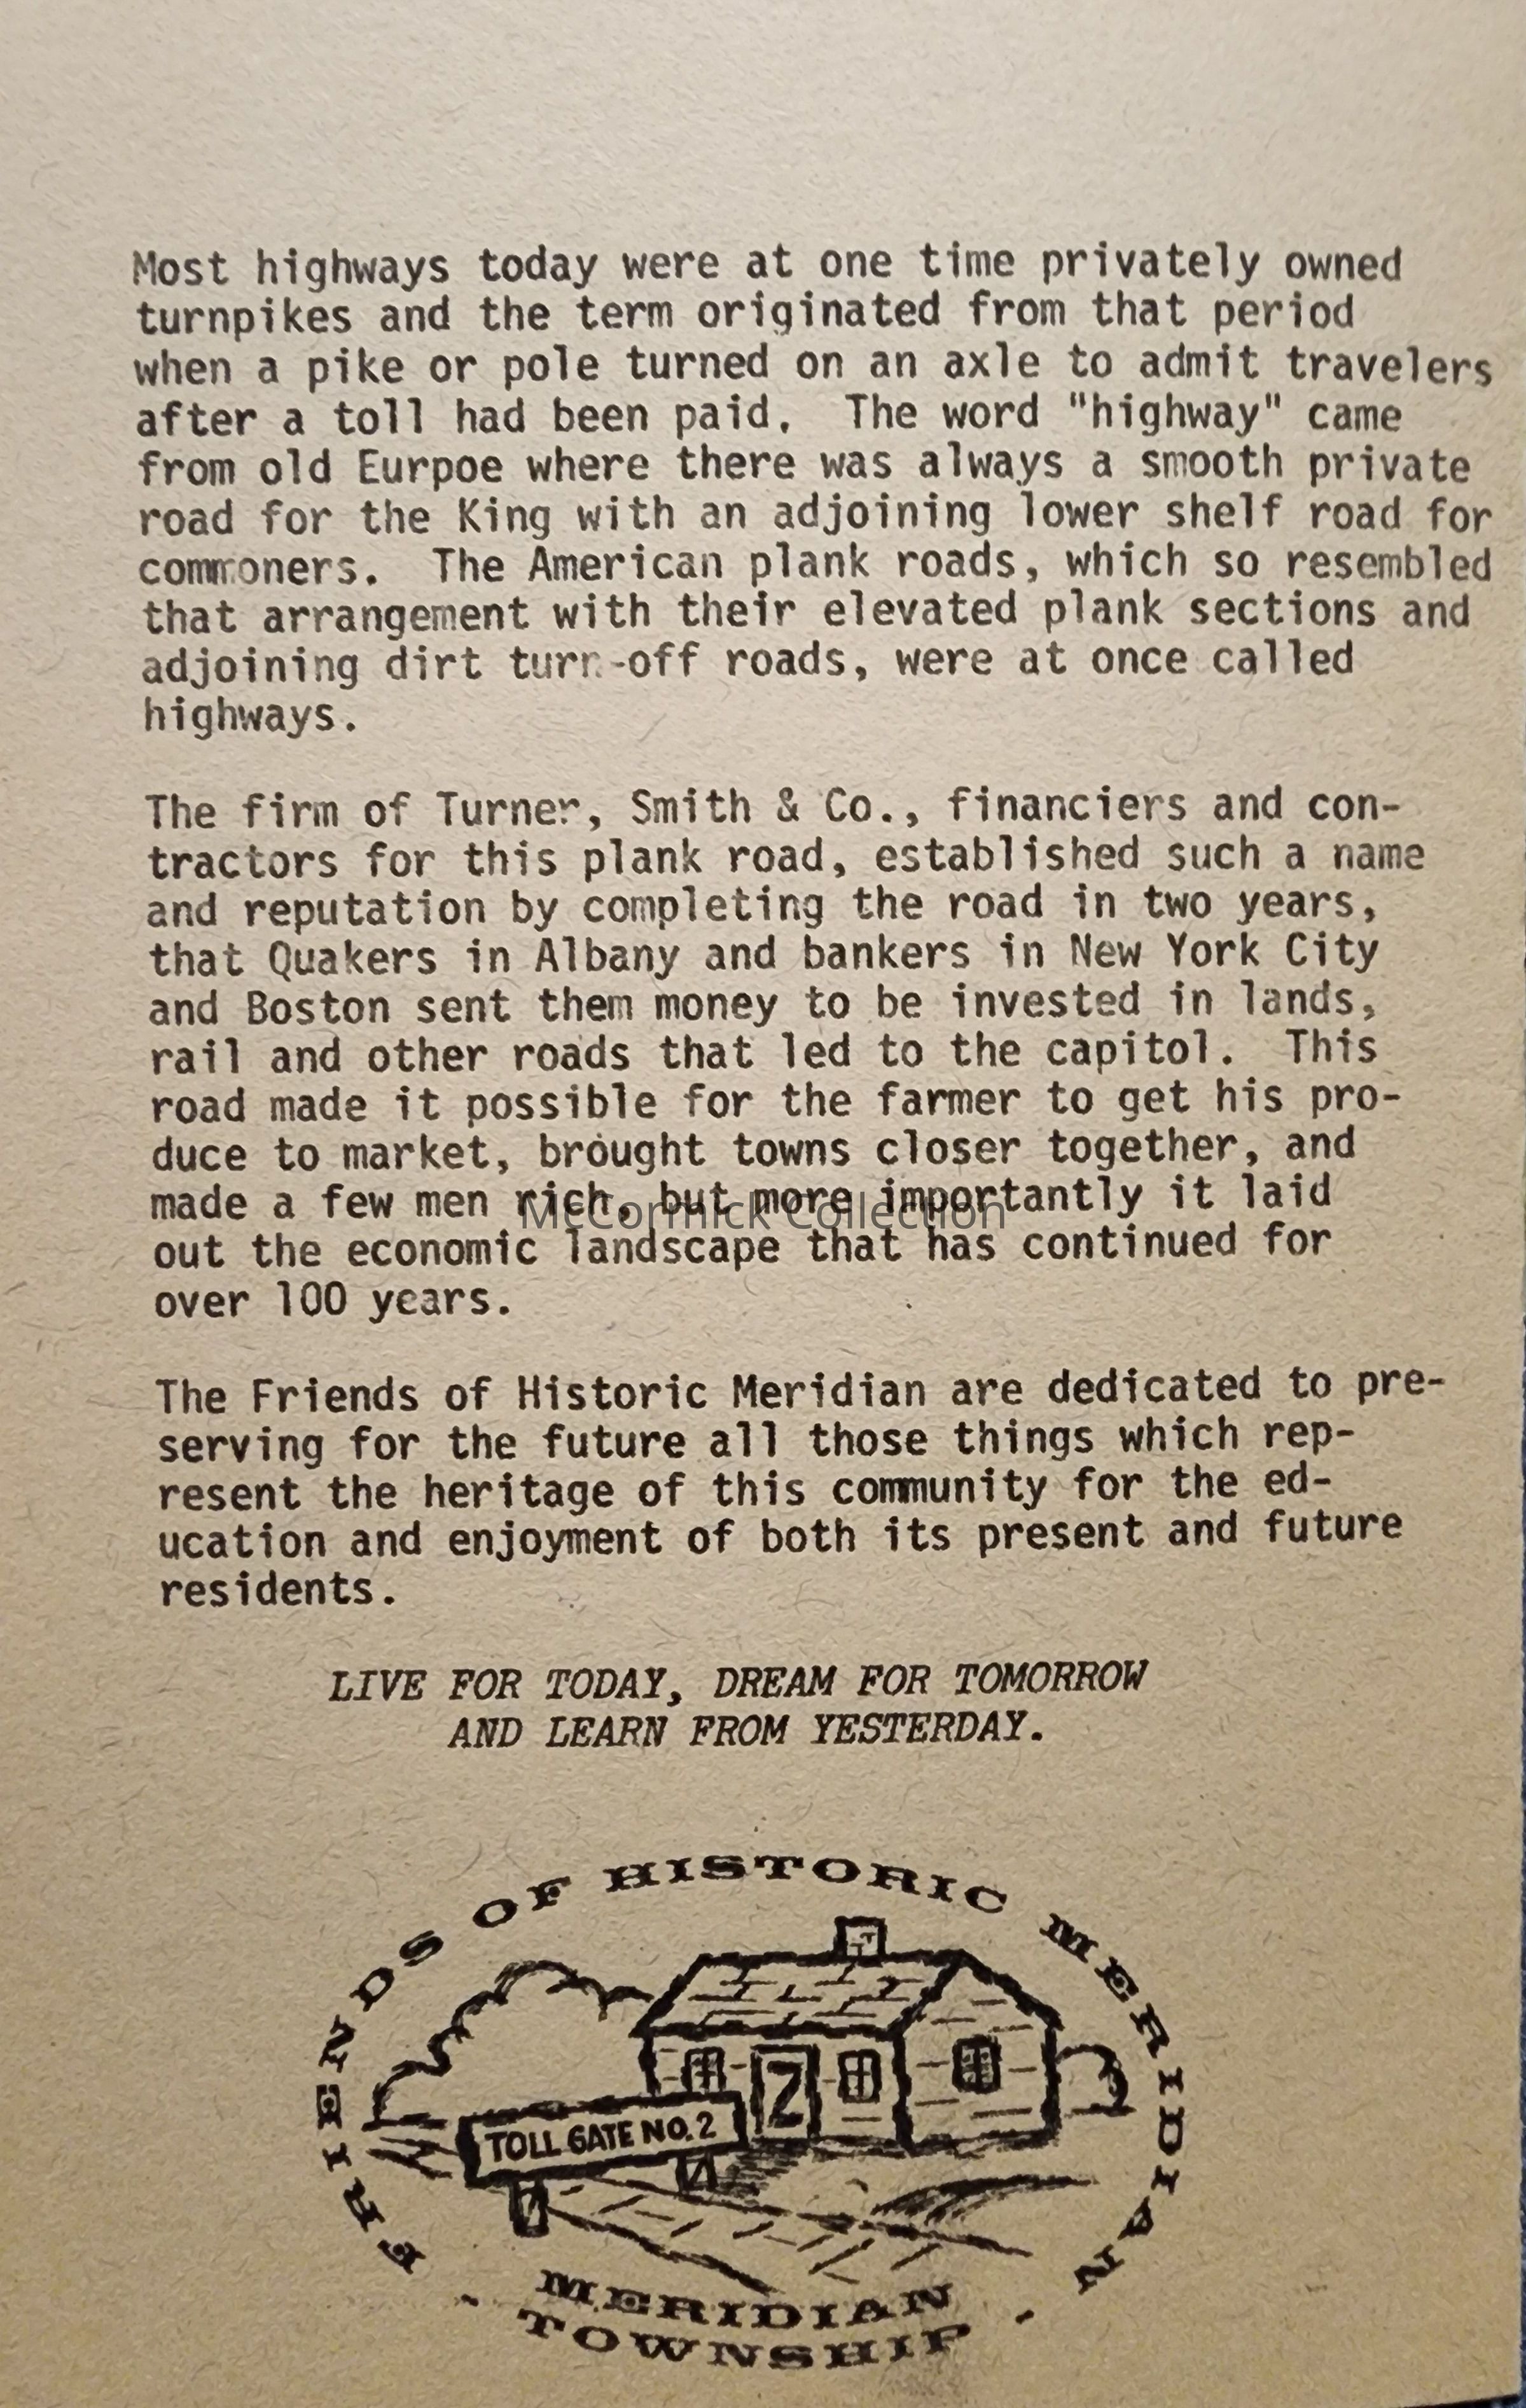 Most highways today were at one time privately owned
turnpikes and the term originated from that period
when a pike or pole turned on an axle to admit travelers
after a toll had been paid. The word "highway" came
from old Eurpoe where there was always a smooth private
road for the King with an adjoining lower shelf road for
commoners. The American plank roads, which so resembled
that arrangement with their elevated plank sections and
adjoining dirt turn-off roads, were at once called
highways.
The firm of Turner, Smith & Co., financiers and con-
tractors for this plank road, established such a name
and reputation by completing the road in two years,
that Quakers in Albany and bankers in New York City
and Boston sent them money to be invested in lands,
rail and other roads that led to the capitol. This
road made it possible for the farmer to get his pro-
duce to market, brought towns closer together, and
made a few men rich, but more importantly it laid
McCormick Collection
out the economic landscape that has continued for
over 100 years.
The Friends of Historic Meridian are dedicated to pre-
serving for the future all those things which rep-
resent the heritage of this community for the ed-
ucation and enjoyment of both its present and future
residents.
LIVE FOR TODAY, DREAM FOR TOMORROW
AND LEARN FROM YESTERDAY.
FRIENDS OF HISTORIC MERIDIAN
2
TOLL GATE NO. 2
MERIDIAN
TOWNSHIP